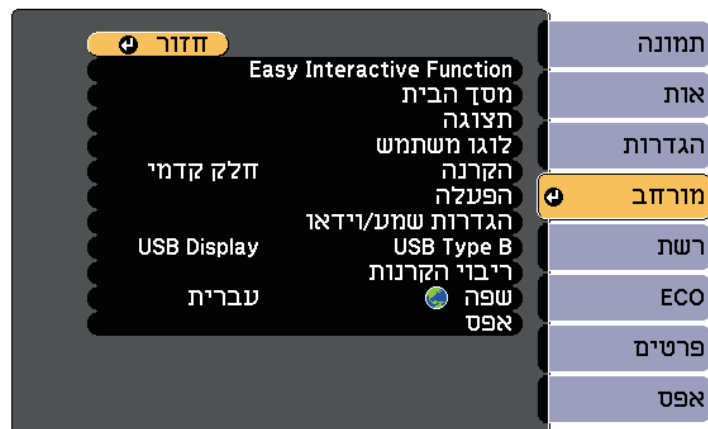 תמונה
אות
הגדרות
מורחב
רשת
ECO
פרטים
אפס
חזור
Easy Interactive Function
מסך הבית
תצוגה
לוגו משתמש
הקרנה חלק קדמי
הפעלה
הגדרות שמע/וידאו
USB Type B USB Display
ריבוי הקרנות
שפה עברית
אפס